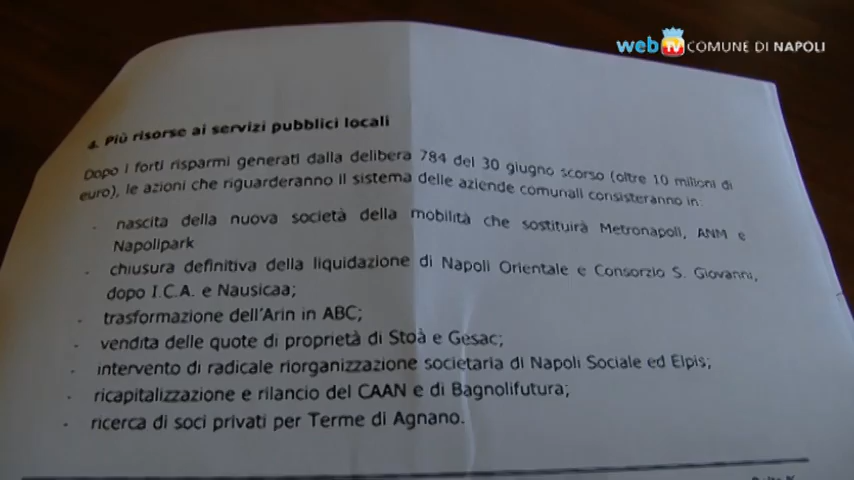 web TV COMUNE DI NAPOLI
4. Più risorse ai servizi pubblici locali
Dopo i forti risparmi generati dalla delibera 784 del 30 giugno scorso (oltre 10 milioni di
euro), le azioni che riguarderanno il sistema delle aziende comunali consisteranno in:
- nascita della nuova società della mobilità che sostituirà Metronapoli, ANM e
Napolipark
- chiusura definitiva della liquidazione di Napoli Orientale e Consorzio S. Giovanni,
dopo I.C.A. e Nausicaa;
- trasformazione dell'Arin in ABC;
- vendita delle quote di proprietà di Stoà e Gesac;
- intervento di radicale riorganizzazione societaria di Napoli Sociale ed Elpis;
- ricapitalizzazione e rilancio del CAAN e di Bagnolifutura;
- ricerca di soci privati per Terme di Agnano.